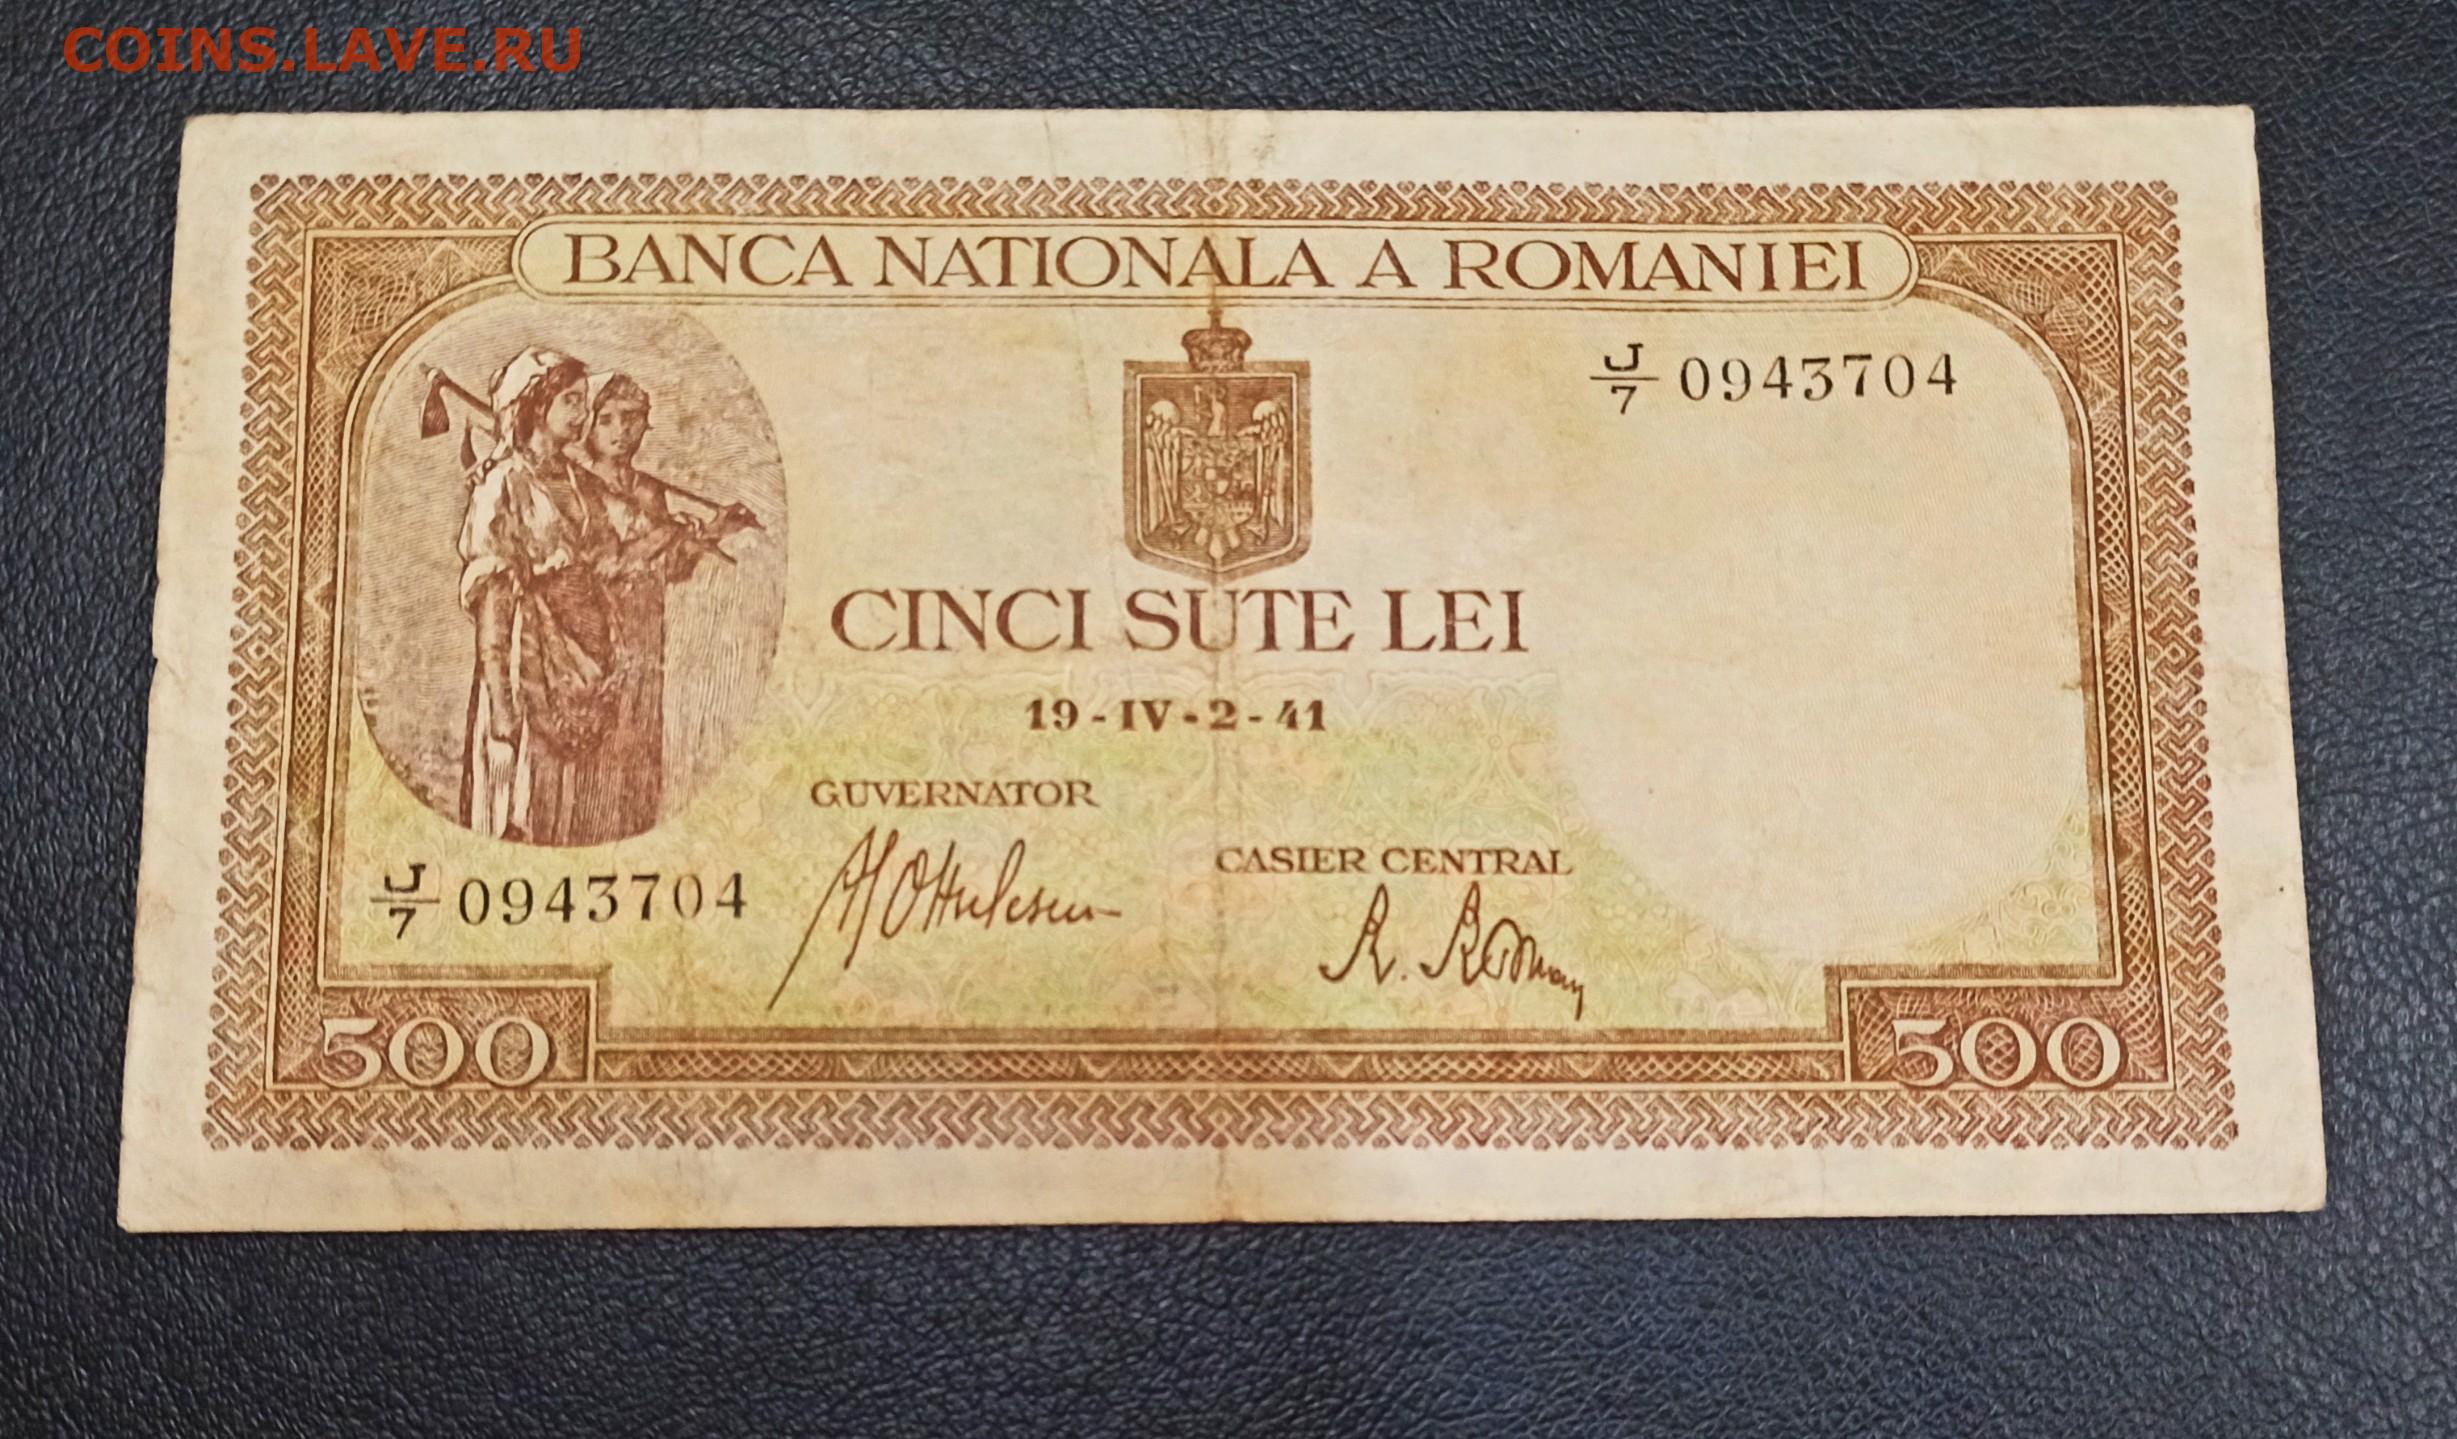 COINS.LAVE.RU
BANCA NATIONALA A ROMANIEI
J/7 0943704
CINCI SUTE LEI
19-IV-2-41
GUVERNATOR
CASIER CENTRAL
J/7 0943704
500
500